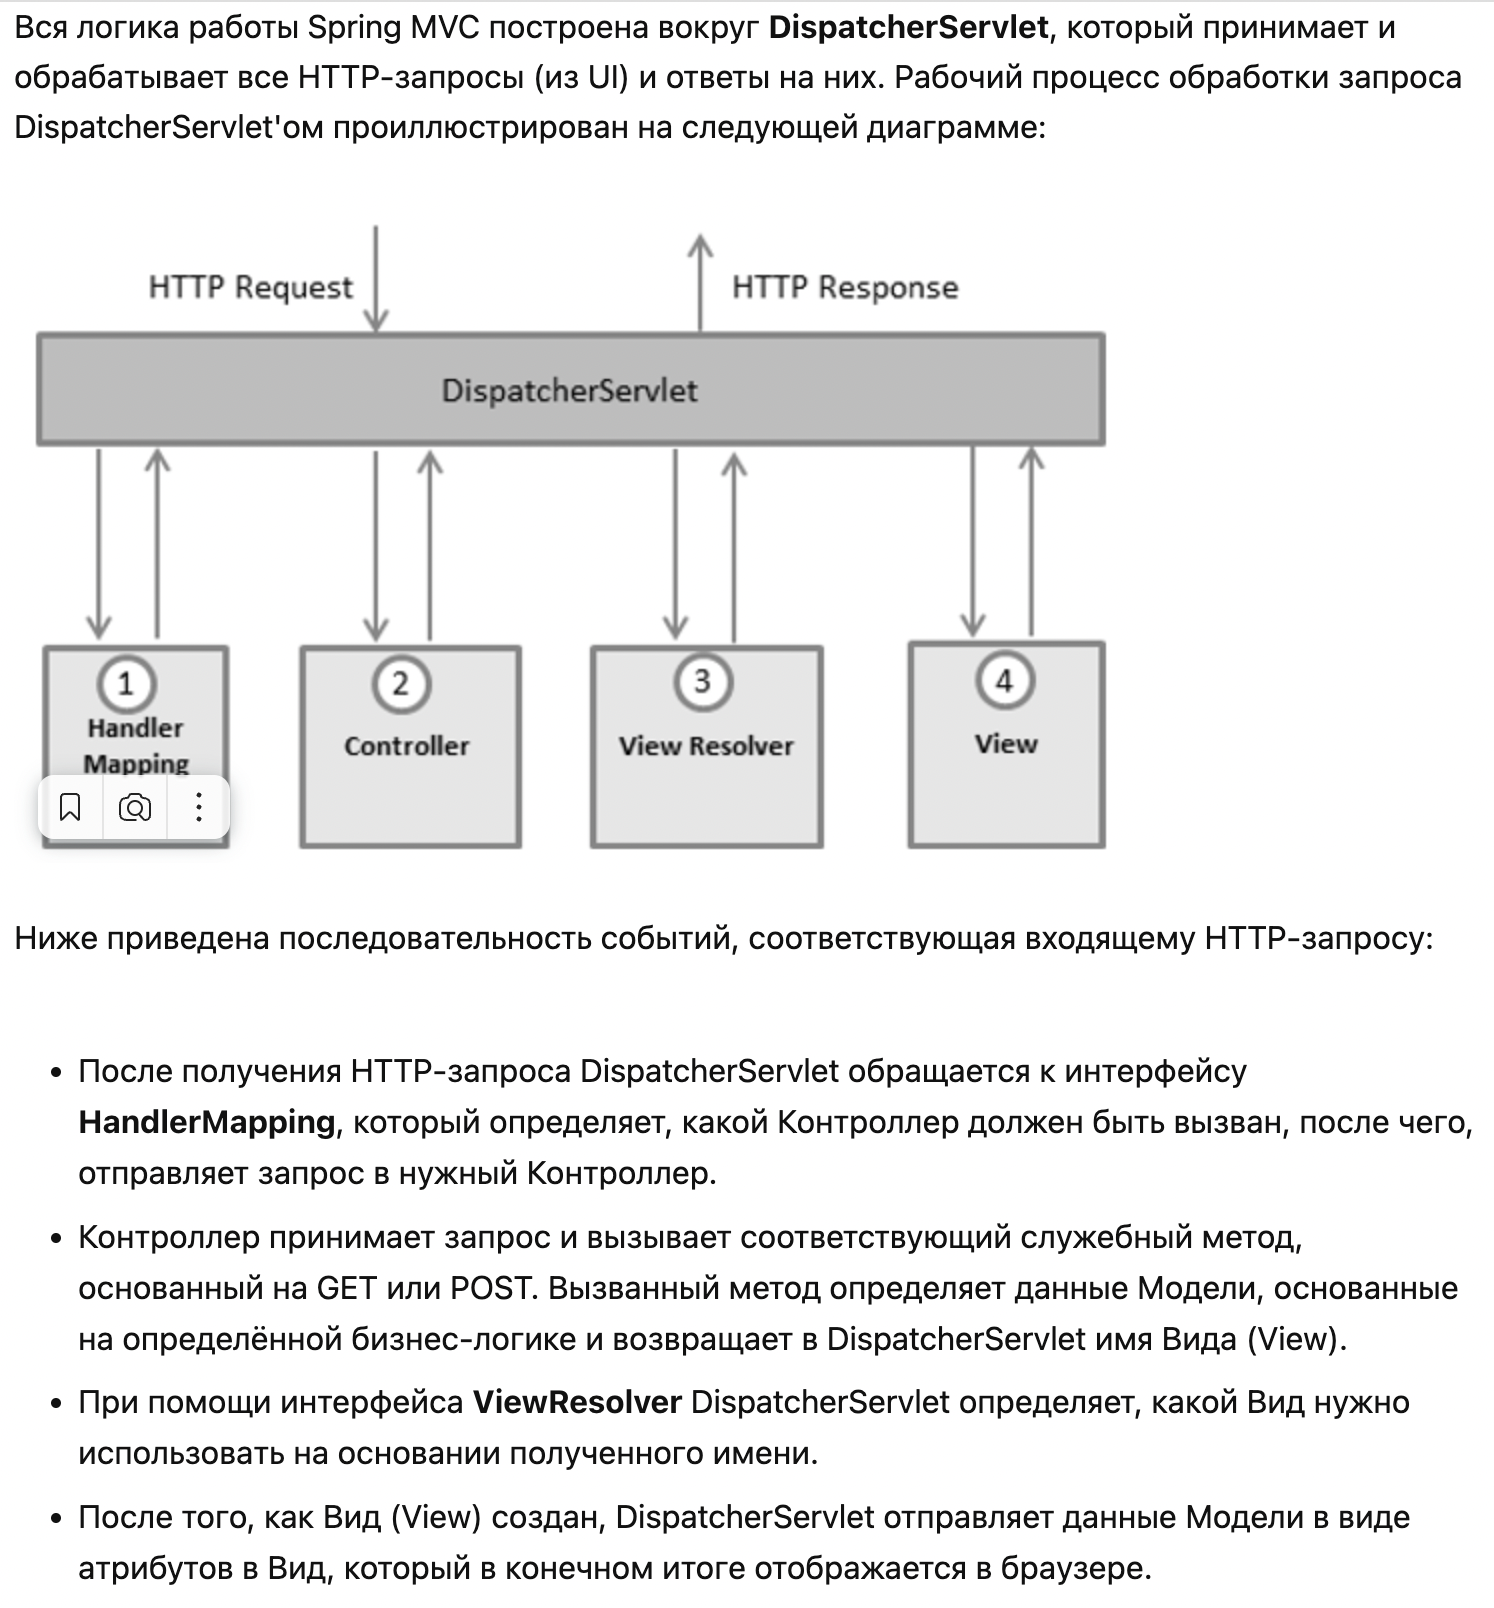 Вся логика работы Spring MVC построена вокруг DispatcherServlet, который принимает и
обрабатывает все HTTP-запросы (из UI) и ответы на них. Рабочий процесс обработки запроса
DispatcherServlet'ом проиллюстрирован на следующей диаграмме:
HTTP Request
HTTP Response
DispatcherServlet
1
Handler
Mapping
2
Controller
3
View Resolver
4
View
Ниже приведена последовательность событий, соответствующая входящему HTTP-запросу:
• После получения HTTP-запроса DispatcherServlet обращается к интерфейсу
HandlerMapping, который определяет, какой Контроллер должен быть вызван, после чего,
отправляет запрос в нужный Контроллер.
• Контроллер принимает запрос и вызывает соответствующий служебный метод,
основанный на GET или POST. Вызванный метод определяет данные Модели, основанные
на определённой бизнес-логике и возвращает в DispatcherServlet имя Вида (View).
• При помощи интерфейса ViewResolver DispatcherServlet определяет, какой Вид нужно
использовать на основании полученного имени.
• После того, как Вид (View) создан, DispatcherServlet отправляет данные Модели в виде
атрибутов в Вид, который в конечном итоге отображается в браузере.